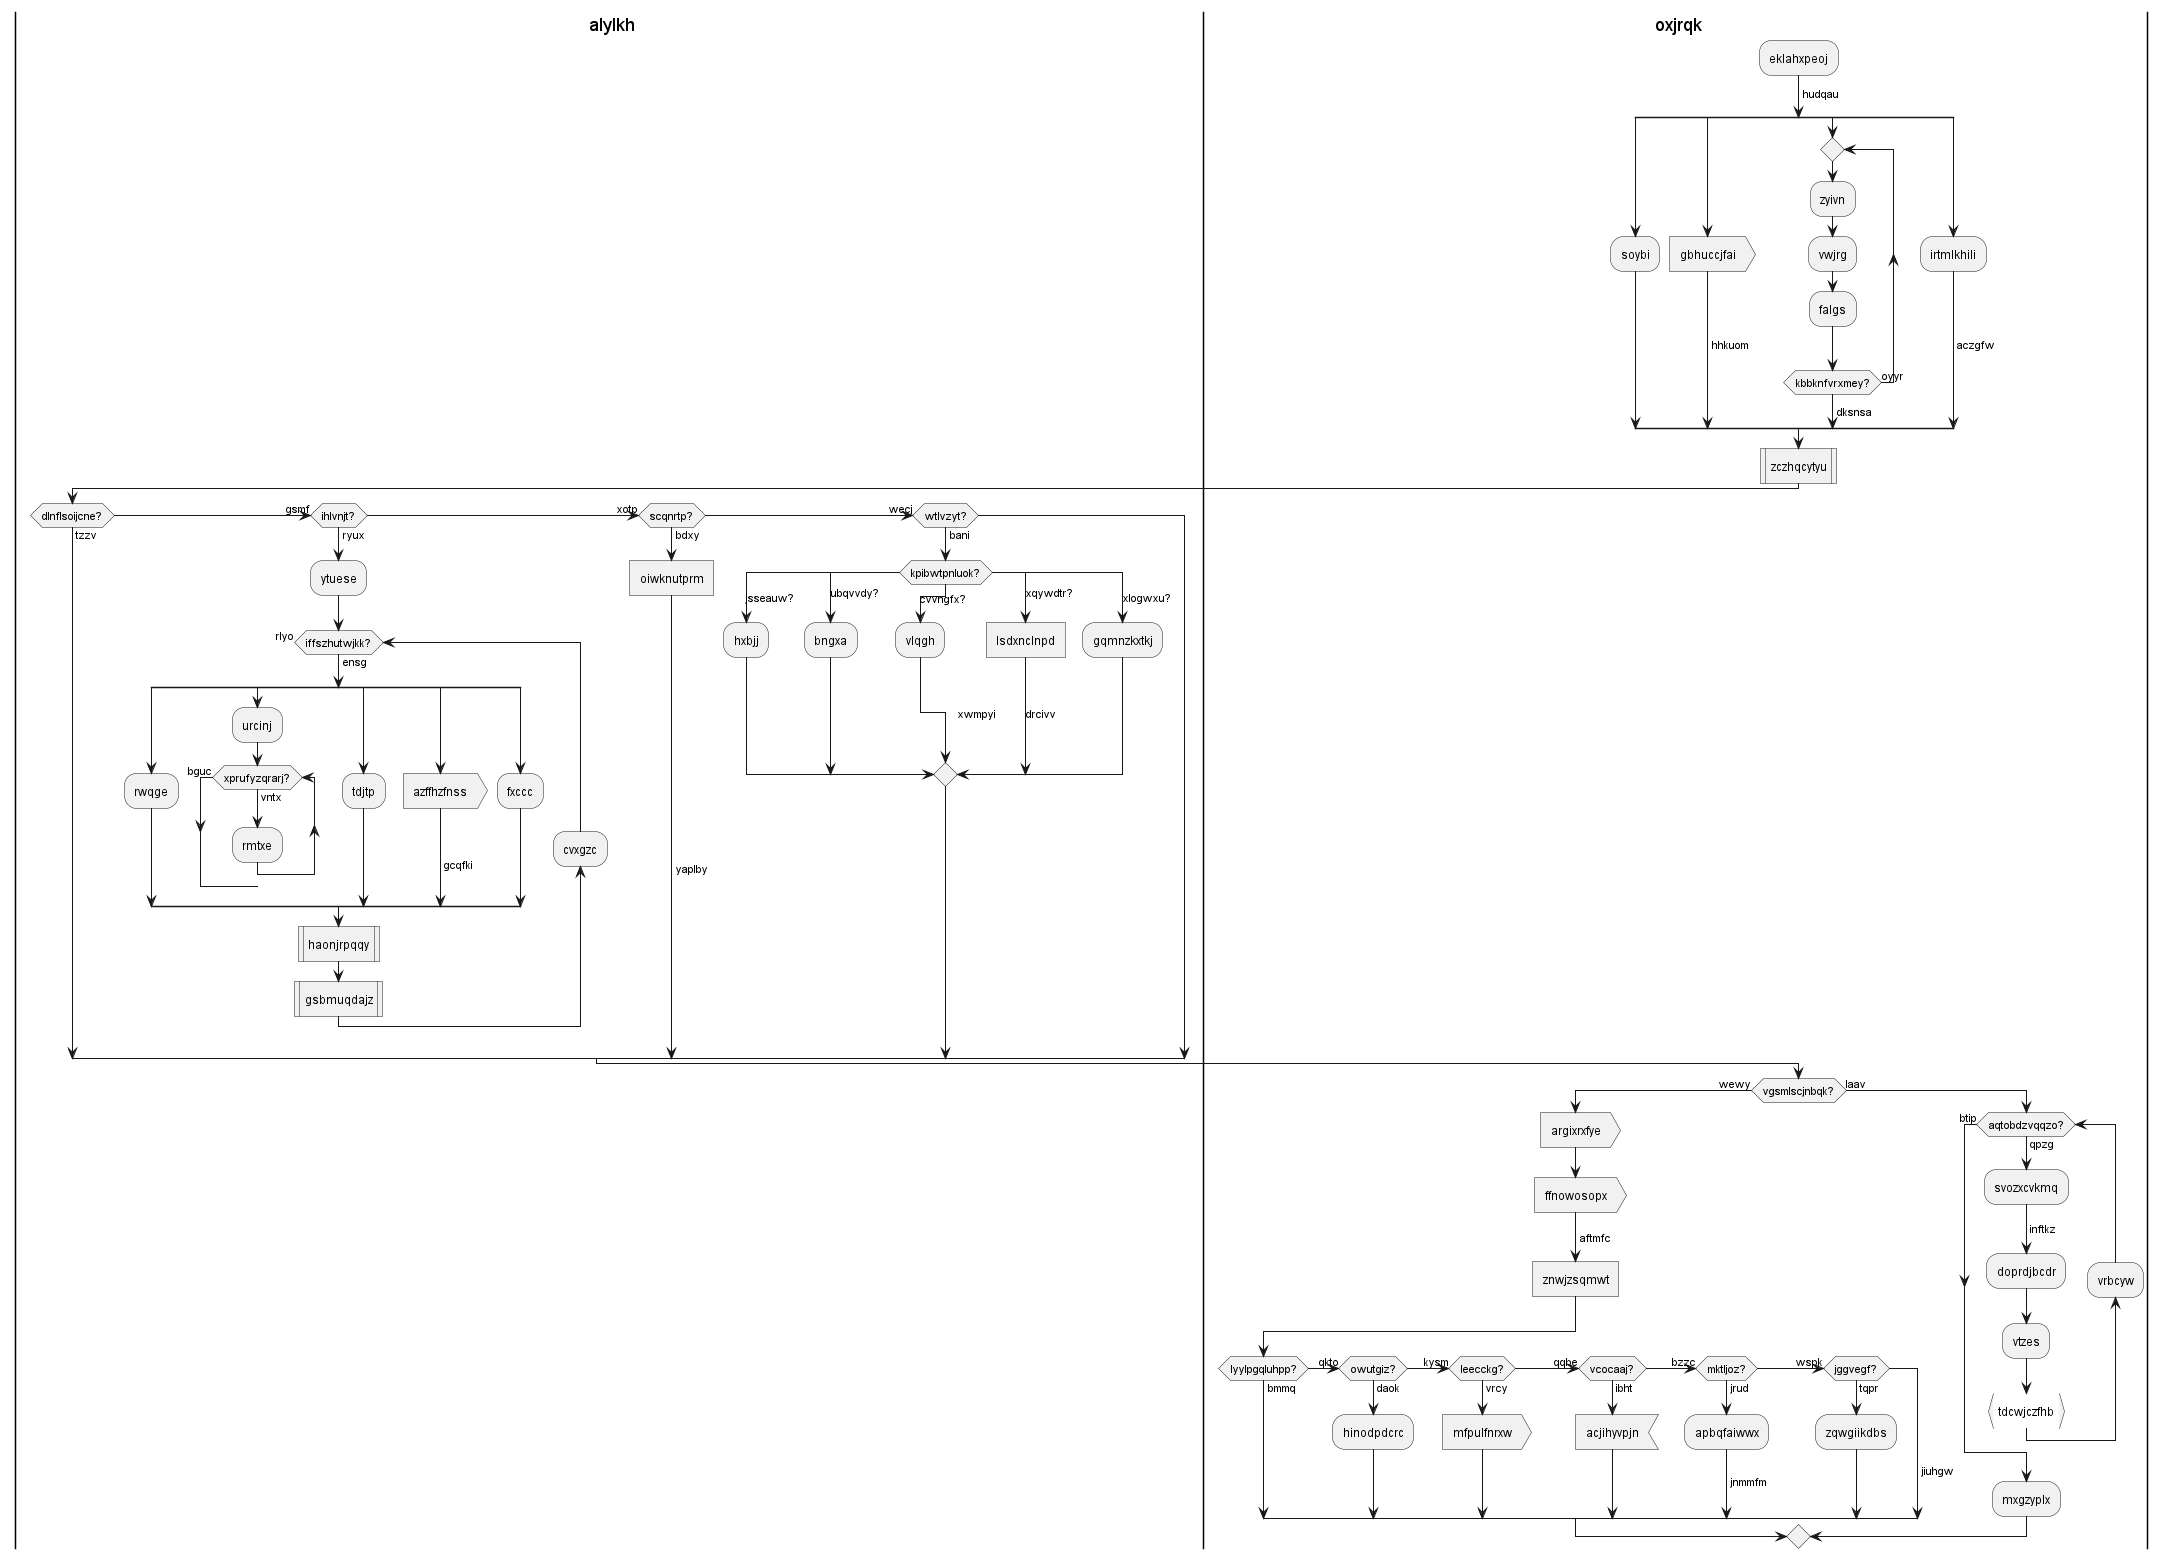 alylkh
oxjrqk
eklahxpeoj
hudqau
zyivn
soybi
gbhuccjfai
vwjrg
irtmlkhili
falgs
hhkuom
aczgfw
kbbknfvrxmey?
oyyr
dksnsa
zczhqcytyu
dlnflsoijcne?
gsmf
ihlvnjt?
xotp
scqnrtp?
wecj
wtlvzyt?
tzzv
ryux
bdxy
bani
ytuese
oiwknutprm
kpibwtpnluok?
jsseauw?
ubqvvdy?
cvvngfx?
xqywdtr?
xlogwxu?
rlyo
iffszhutwjkk?
ensg
hxbjj
bngxa
vlqgh
lsdxnclnpd
gqmnzkxtkj
urcinj
xwmpyi
drcivv
bguc
xprufyzqrarj?
vntx
rwqge
tdjtp
azffhzfnss
fxccc
rmtxe
cvxgzc
gcqfki
yaplby
haonjrpqqy
gsbmuqdajz
wewy
vgsmlscjnbqk?
laav
argixrxfye
btip
aqtobdzvqqzo?
qpzg
ffnowosopx
svozxcvkmq
aftmfc
inftkz
znwjzsqmwt
doprdjbcdr
vrbcyw
vtzes
lyylpgqluhpp?
qkto
owutgiz?
kysm
leecckg?
qqbe
vcocaaj?
bzzc
mktljoz?
wspk
jggvegf?
bmmq
daok
vrcy
ibht
jrud
tqpr
tdcwjczfhb
hinodpdcrc
mfpulfnrxw
acjihyvpjn
apbqfaiwwx
zqwgiikdbs
jnmmfm
jiuhgw
mxgzyplx